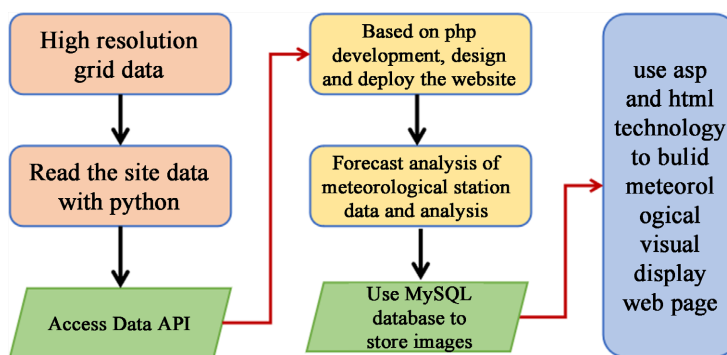 High resolution
grid data
Read the site data
with python
Access Data API
Based on php
development, design
and deploy the website
Forecast analysis of
meteorological station
data and analysis
Use MySQL
database to
store images
use asp
and html
technology
to bulid
meteorol
ogical
visual
display
web page